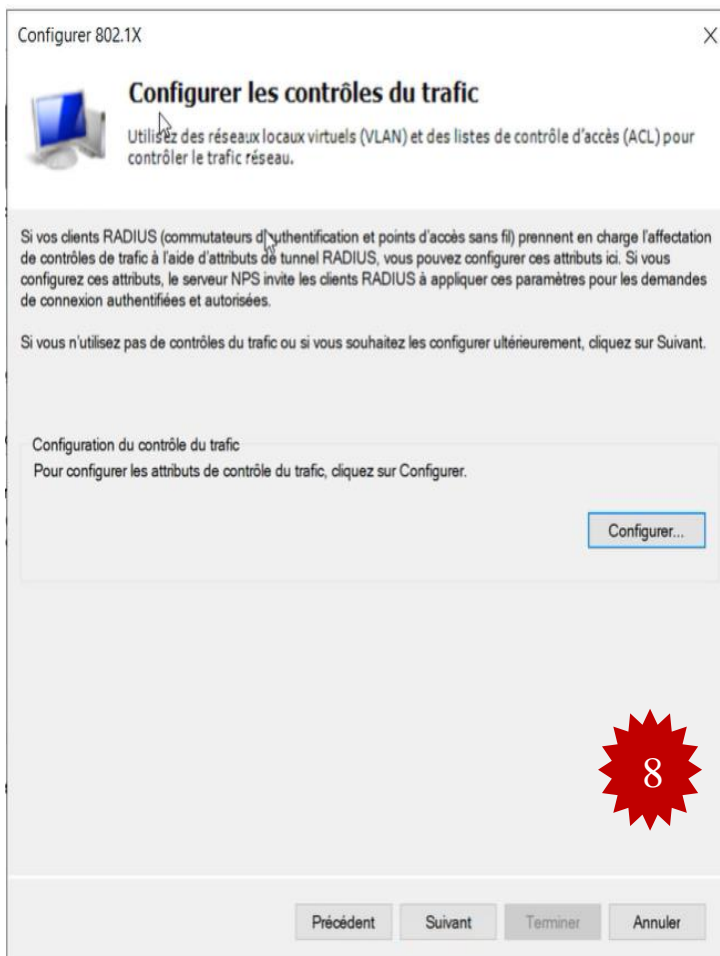 Configurer 802.1X
Configurer les contrôles du trafic
Utilisez des réseaux locaux virtuels (VLAN) et des listes de contrôle d'accès (ACL) pour
contrôler le trafic réseau.
Si vos clients RADIUS (commutateurs d'authentification et points d'accès sans fil) prennent en charge l'affectation
de contrôles de trafic à l'aide d'attributs de tunnel RADIUS, vous pouvez configurer ces attributs ici. Si vous
configurez ces attributs, le serveur NPS invite les clients RADIUS à appliquer ces paramètres pour les demandes
de connexion authentifiées et autorisées.
Si vous n'utilisez pas de contrôles du trafic ou si vous souhaitez les configurer ultérieurement, cliquez sur Suivant.
Configuration du contrôle du trafic
Pour configurer les attributs de contrôle du trafic, cliquez sur Configurer.
Configurer...
8
Précédent Suivant Terminer Annuler